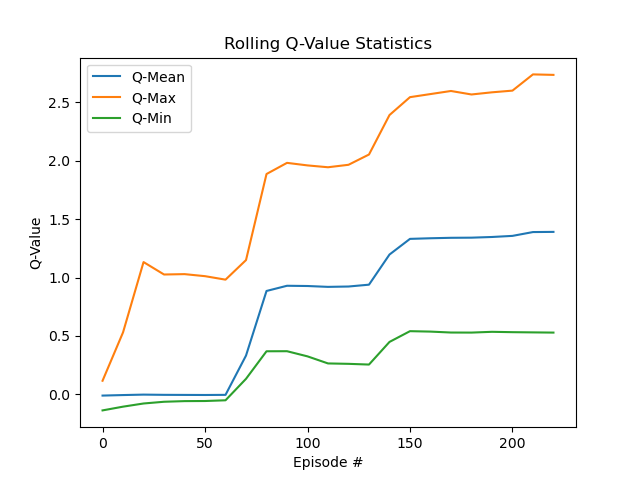 Rolling Q-Value Statistics
Q-Mean
Q-Max
Q-Min
2.5
2.0
1.5
1.0
0.5
0.0
Q-Value
0 50 100 150 200
Episode #